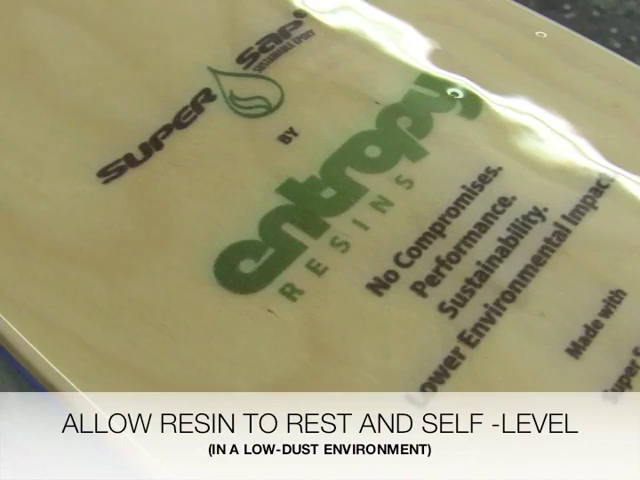 SUPER sap
SUSTAINABLE EPOXY
BY
entropy
RESINS
No Compromises.
Performance.
Sustainability.
Lower Environmental Impact
Made with
Super
ALLOW RESIN TO REST AND SELF -LEVEL
(IN A LOW-DUST ENVIRONMENT)